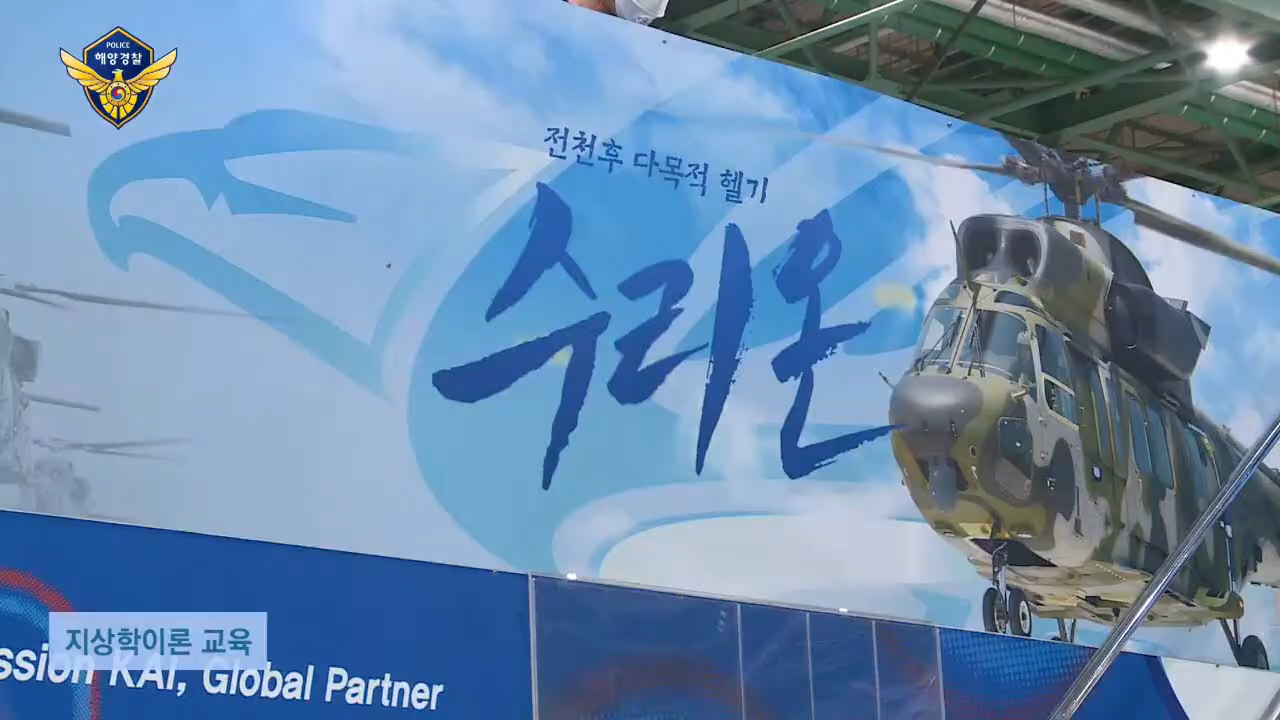 POLICE
해양경찰
전천후 다목적 헬기
수리온
지상학이론 교육
ssion KAI, Global Partner